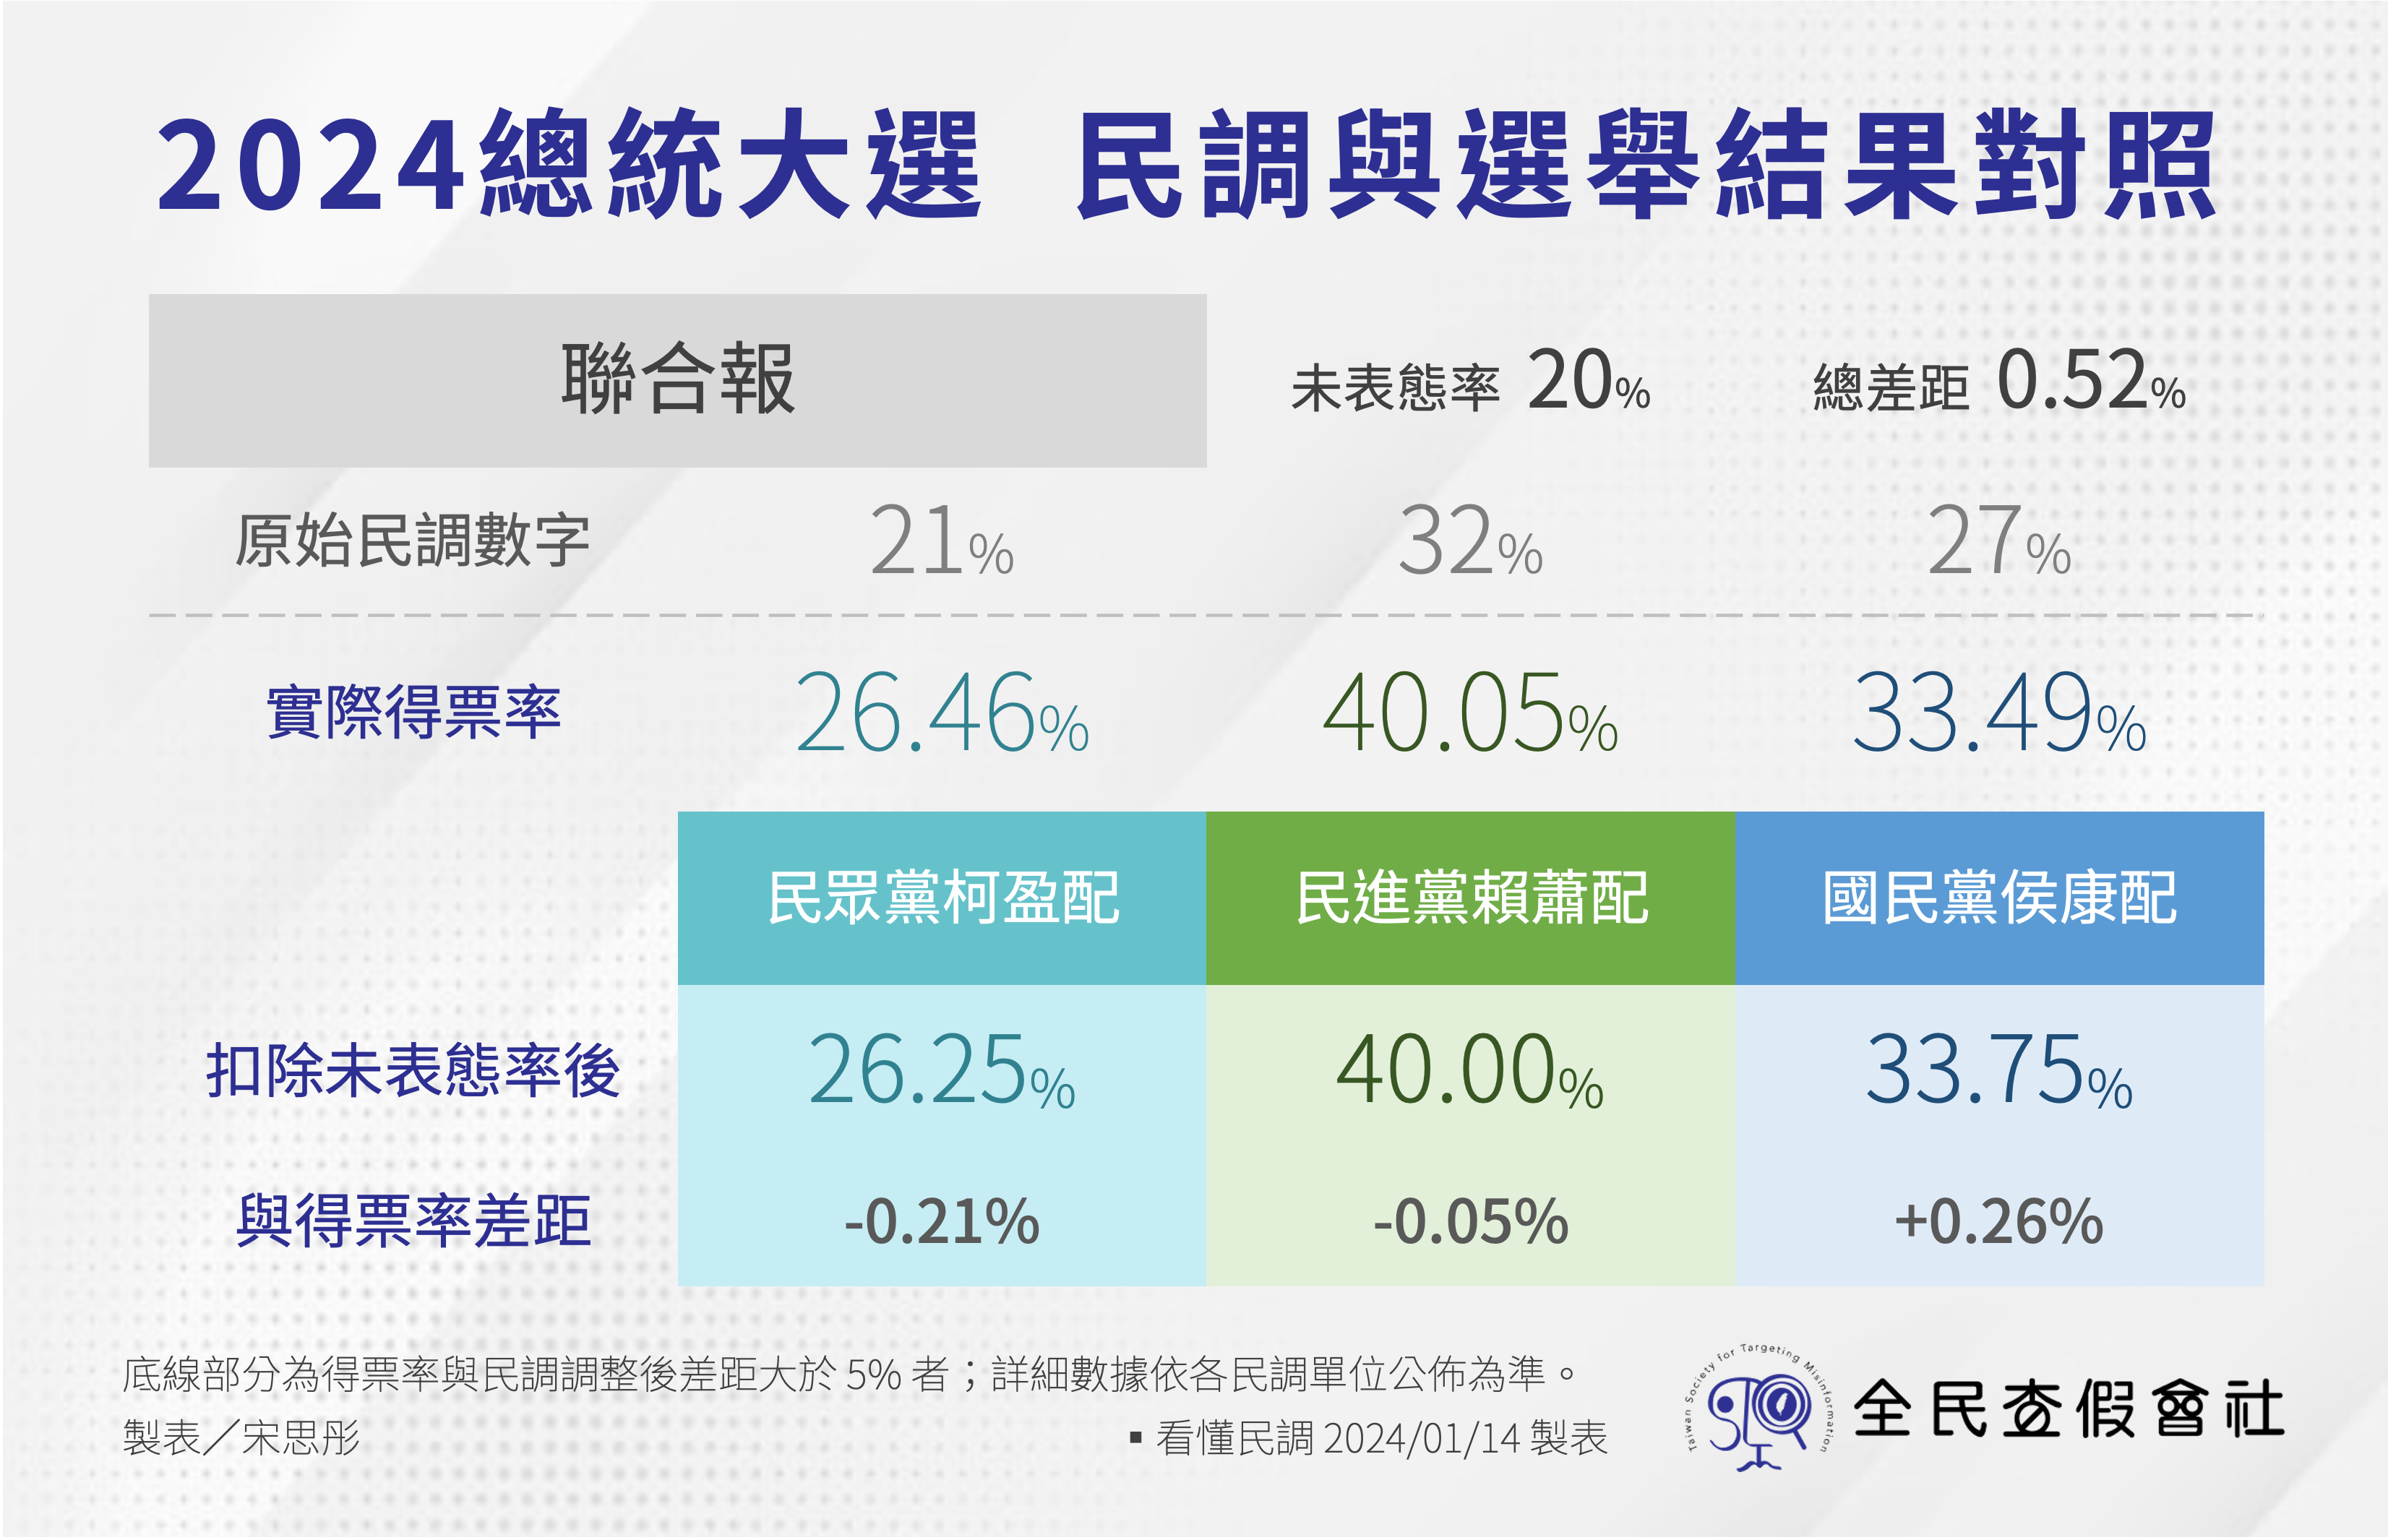 2024總統大選 民調與選舉結果對照
聯合報 未表態率 20% 總差距 0.52%
原始民調數字 21% 32% 27%
實際得票率 26.46% 40.05% 33.49%
民眾黨柯盈配 民進黨賴蕭配 國民黨侯康配
扣除未表態率後 26.25% 40.00% 33.75%
與得票率差距 -0.21% -0.05% +0.26%
底線部分為得票率與民調調整後差距大於 5% 者；詳細數據依各民調單位公佈為準。
製表／宋思彤 ▪ 看懂民調 2024/01/14 製表
Taiwan Society for Targeting Misinformation
全民查假會社